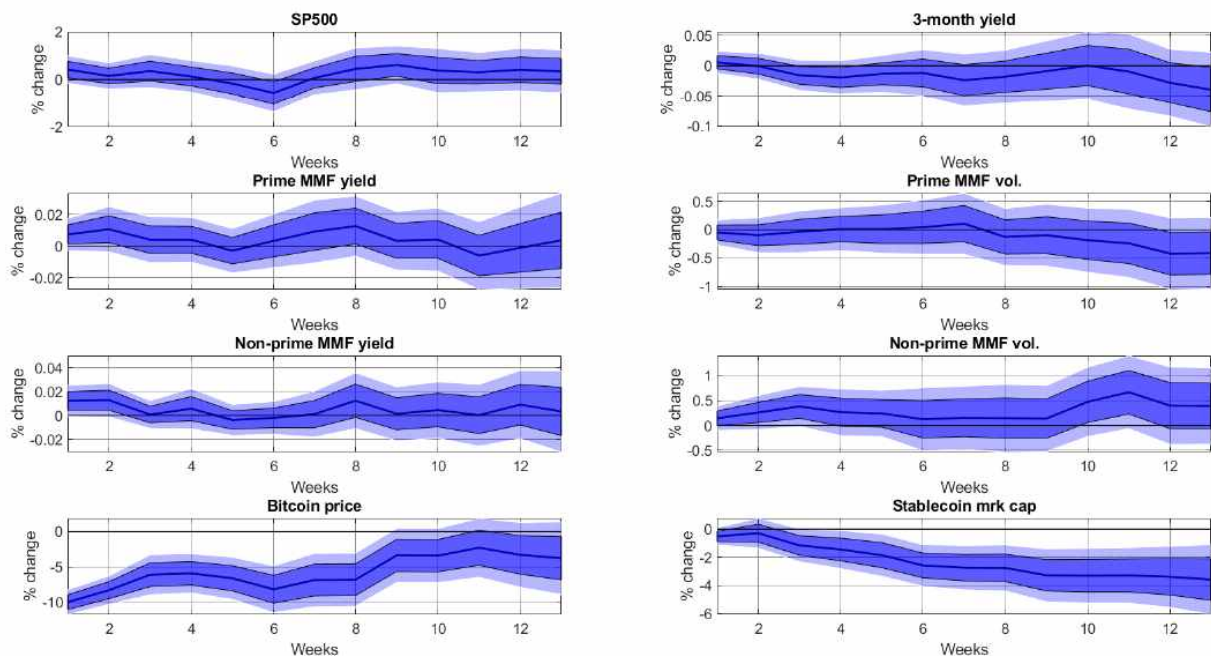 SP500
2
0
-2
% change
2 4 6 8 10 12
Weeks
3-month yield
0.05
0
-0.05
-0.1
% change
2 4 6 8 10 12
Weeks
Prime MMF yield
0.02
0
-0.02
% change
2 4 6 8 10 12
Weeks
Prime MMF vol.
0.5
0
-0.5
-1
% change
2 4 6 8 10 12
Weeks
Non-prime MMF yield
0.04
0.02
0
-0.02
% change
2 4 6 8 10 12
Weeks
Non-prime MMF vol.
1
0.5
0
-0.5
% change
2 4 6 8 10 12
Weeks
Bitcoin price
0
-5
-10
% change
2 4 6 8 10 12
Weeks
Stablecoin mrk cap
0
-2
-4
-6
% change
2 4 6 8 10 12
Weeks